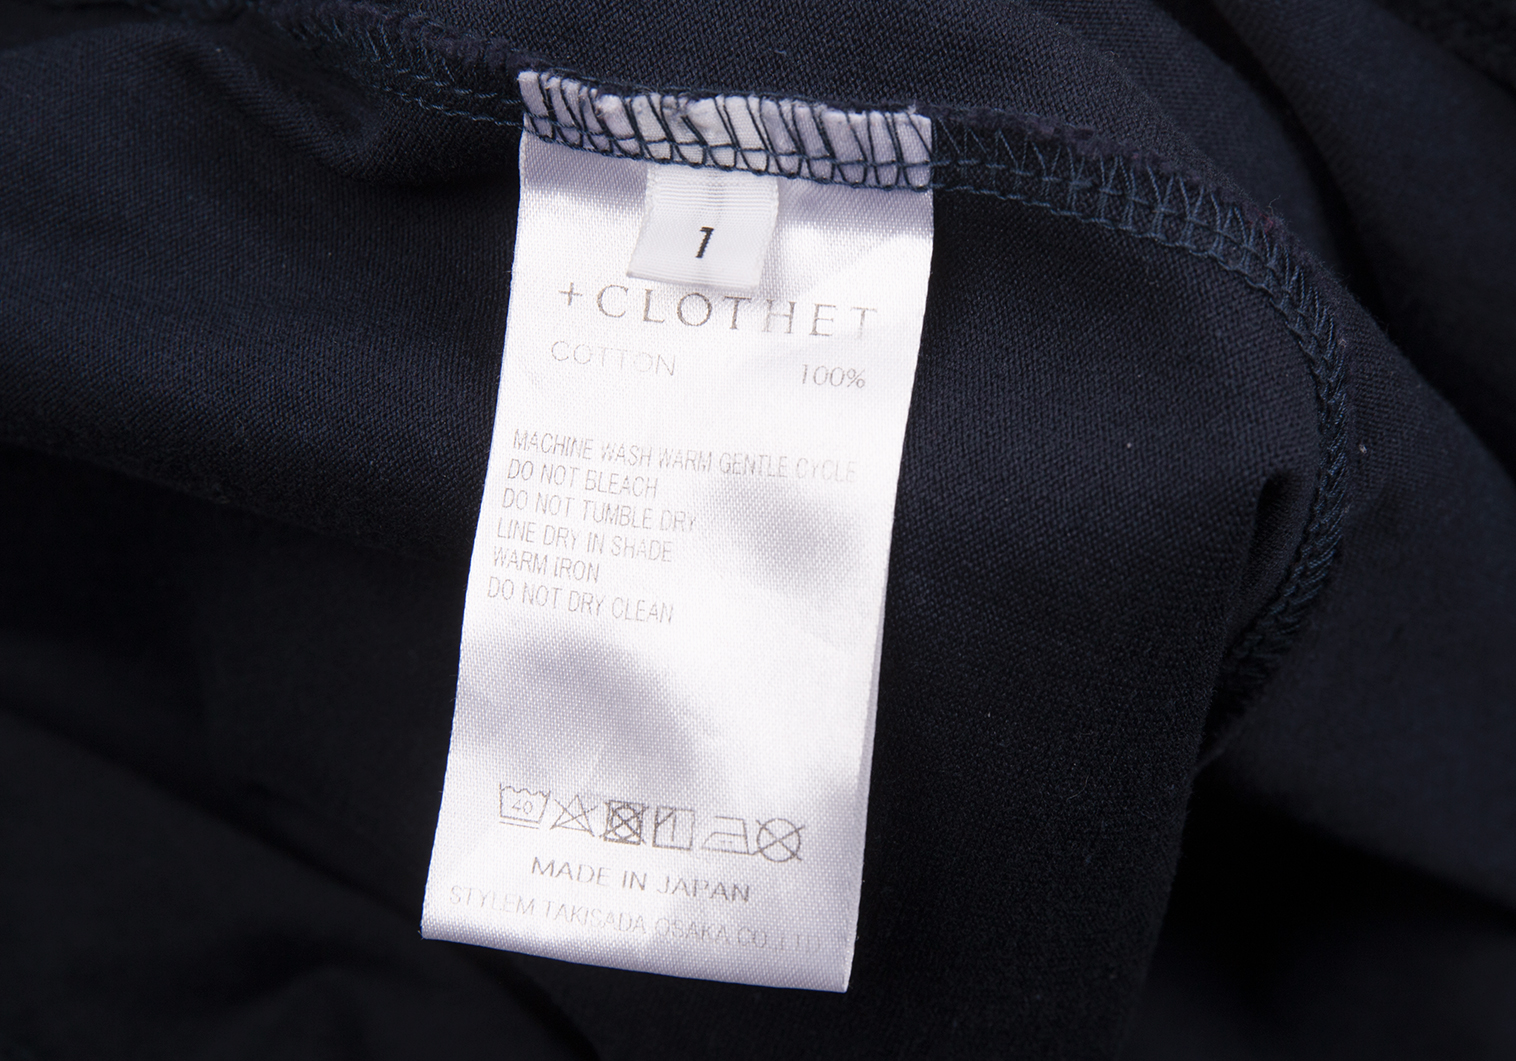 1
+CLOTHET
COTTON 100%
MACHINE WASH WARM GENTLE CYCLE
DO NOT BLEACH
DO NOT TUMBLE DRY
LINE DRY IN SHADE
WARM IRON
DO NOT DRY CLEAN
40
MADE IN JAPAN
STYLEM TAKISADA-OSAKA CO.,LTD